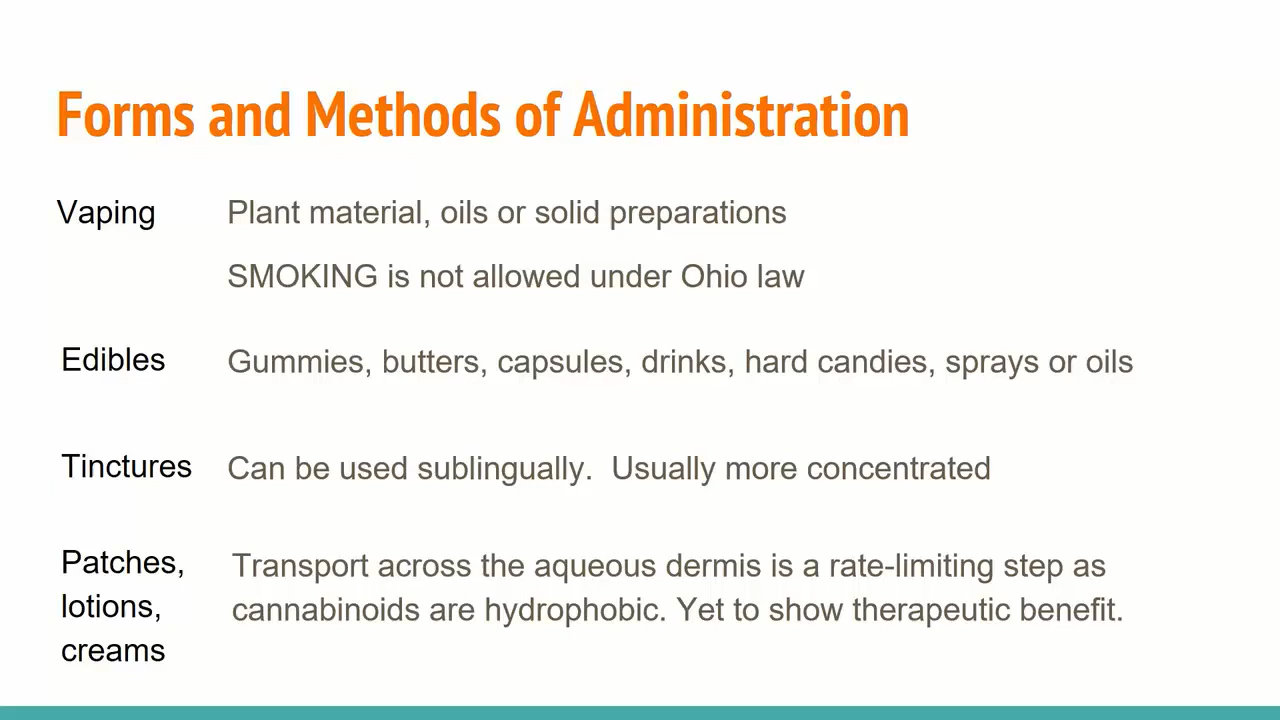 Forms and Methods of Administration
Vaping
Plant material, oils or solid preparations
SMOKING is not allowed under Ohio law
Edibles
Gummies, butters, capsules, drinks, hard candies, sprays or oils
Tinctures
Can be used sublingually.  Usually more concentrated
Patches,
lotions,
creams
Transport across the aqueous dermis is a rate-limiting step as
cannabinoids are hydrophobic. Yet to show therapeutic benefit.